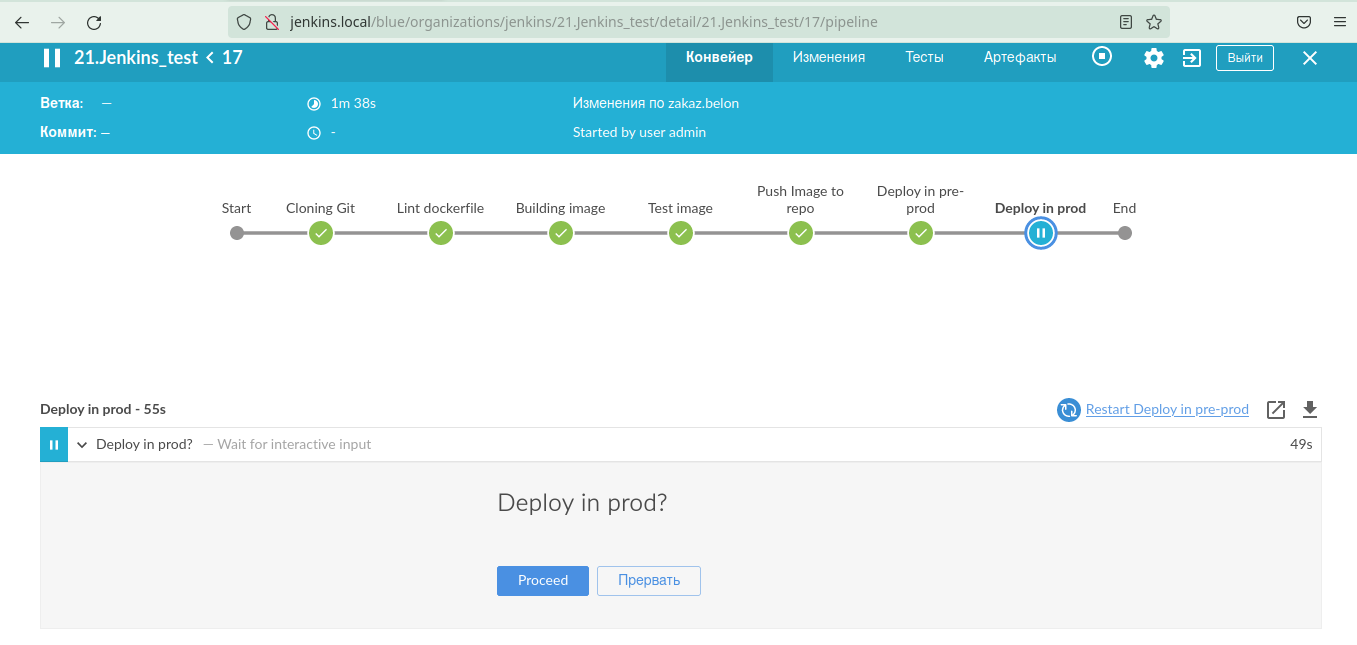 jenkins.local/blue/organizations/jenkins/21.Jenkins_test/detail/21.Jenkins_test/17/pipeline
21.Jenkins_test < 17
Конвейер Изменения Тесты Артефакты Выйти
Ветка: — 1m 38s Изменения по zakaz.belon
Коммит: — - Started by user admin
Start Cloning Git Lint dockerfile Building image Test image Push Image to repo Deploy in pre-prod Deploy in prod End
Deploy in prod - 55s Restart Deploy in pre-prod
Deploy in prod? — Wait for interactive input 49s
Deploy in prod?
Proceed Прервать